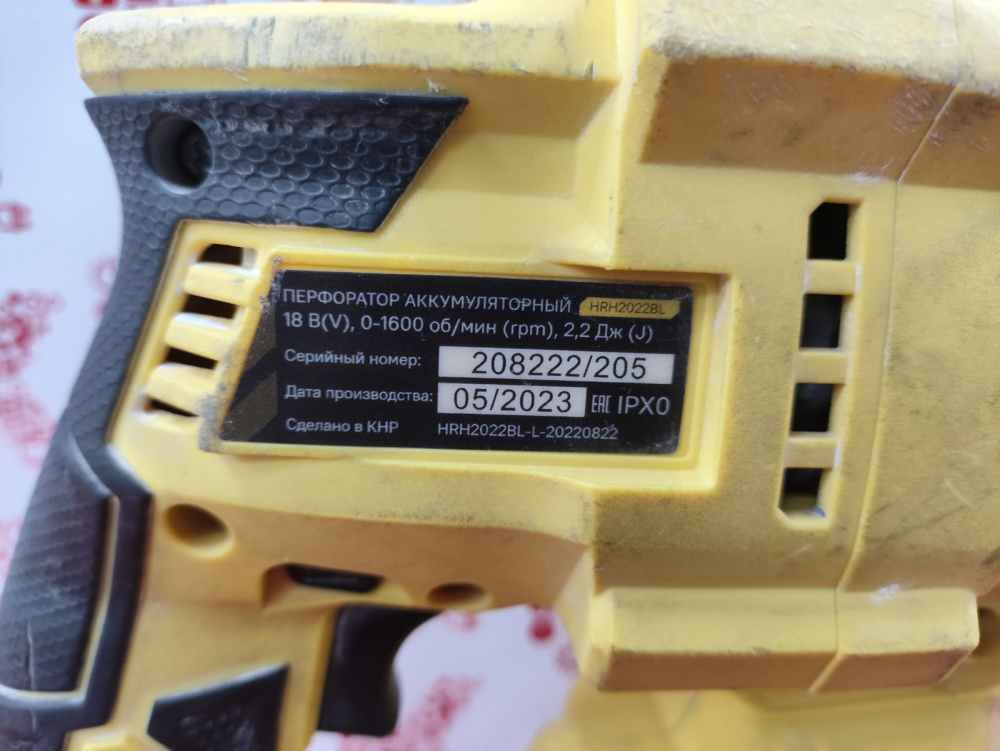 ПЕРФОРАТОР АККУМУЛЯТОРНЫЙ HRH2022BL
18 В(V), 0-1600 об/мин (rpm), 2,2 Дж (J)
Серийный номер: 208222/205
Дата производства: 05/2023 EAC IPX0
Сделано в КНР HRH2022BL-L-20220822